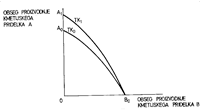 OBSEG PROIZVODNJE
KMETIJSKEGA
PRIDELKA A
A₁
TK₁
A₀
TK₀
0
B₀
OBSEG PROIZVODNJE
KMETIJSKEGA
PRIDELKA B